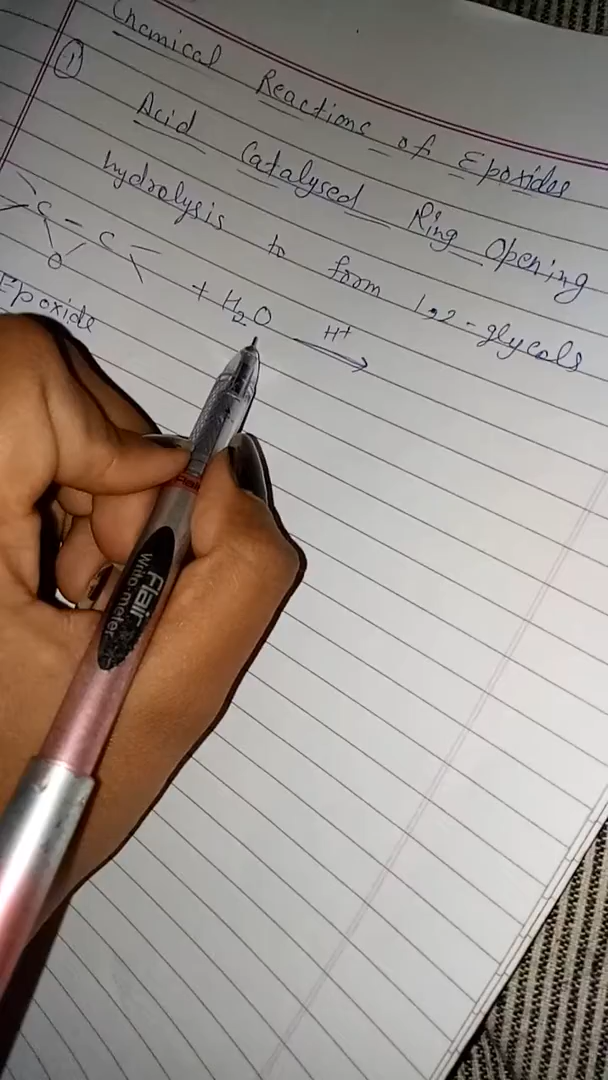 Chemical Reactions of Epoxides
1
Acid Catalysed Ring Opening
hydrolysis to form 1,2-glycols
C - C
O
+ H2O H+ →
Epoxide
Flair
Writo-meter